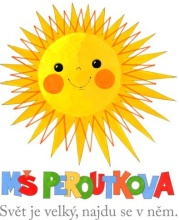 MŠ PEROUTKOVA
Svět je velký, najdu se v něm.